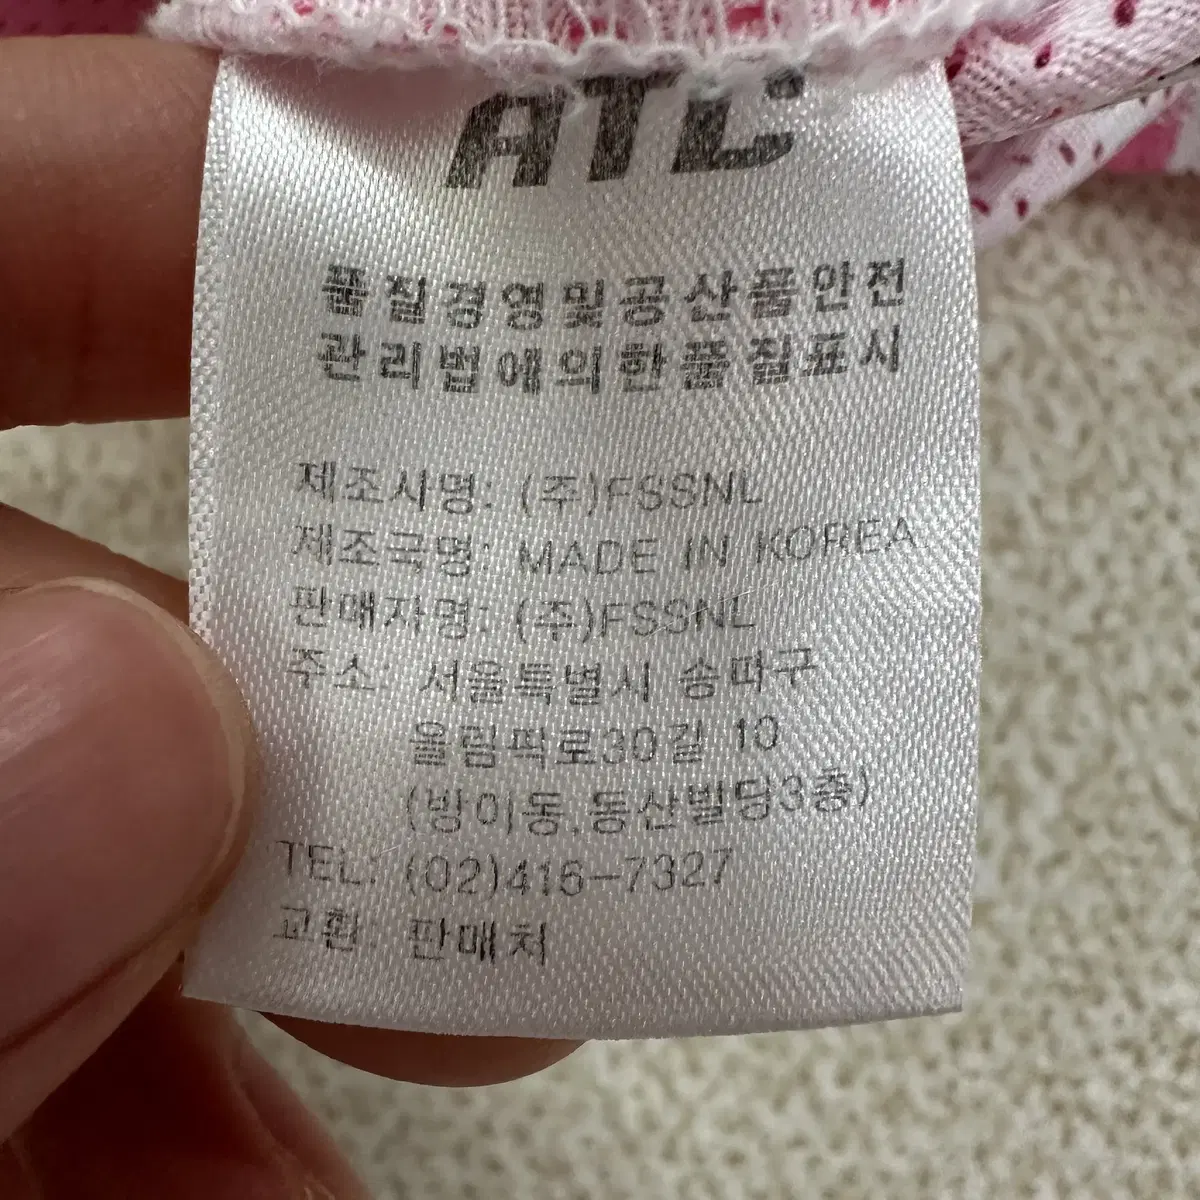 ATC
품질경영및공산품안전
관리법에의한품질표시
제조사명: (주)FSSNL
제조국명: MADE IN KOREA
판매자명: (주)FSSNL
주소: 서울특별시 송파구
올림픽로30길 10
(방이동,동산빌딩3층)
TEL: (02)416-7327
교환: 판매처